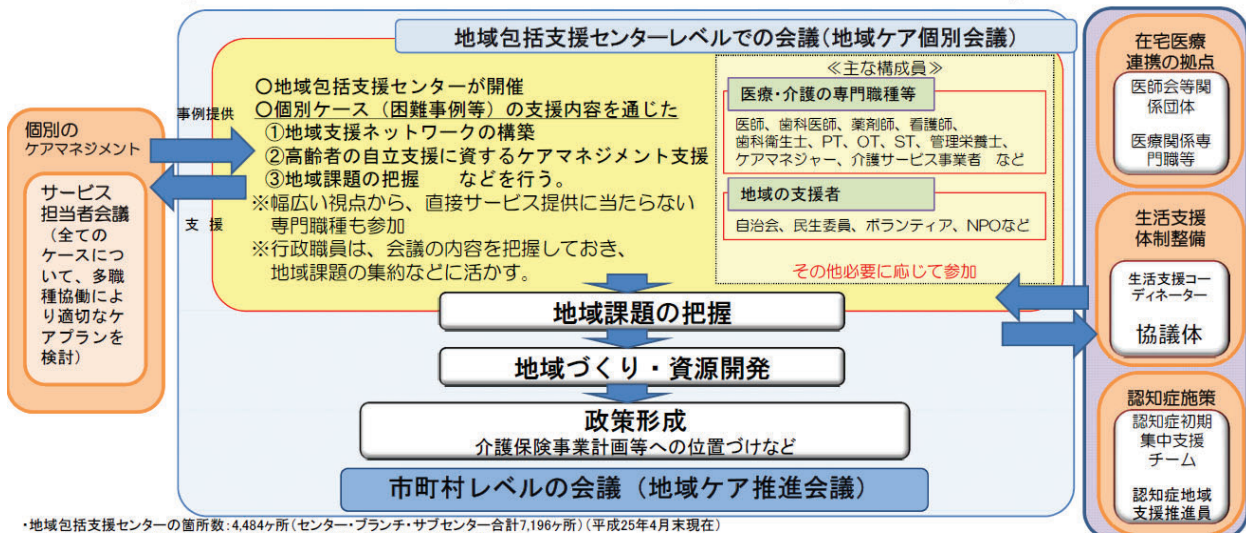 地域包括支援センターレベルでの会議(地域ケア個別会議)
事例提供
支 援
個別の
ケアマネジメント
サービス
担当者会議
(全ての
ケースにつ
いて、多職
種協働によ
り適切なケ
アプランを
検討)
○地域包括支援センターが開催
○個別ケース(困難事例等)の支援内容を通じた
①地域支援ネットワークの構築
②高齢者の自立支援に資するケアマネジメント支援
③地域課題の把握 などを行う。
※幅広い視点から、直接サービス提供に当たらない
専門職種も参加
※行政職員は、会議の内容を把握しておき、
地域課題の集約などに活かす。
≪主な構成員≫
医療・介護の専門職種等
医師、歯科医師、薬剤師、看護師、
歯科衛生士、PT、OT、ST、管理栄養士、
ケアマネジャー、介護サービス事業者 など
地域の支援者
自治会、民生委員、ボランティア、NPOなど
その他必要に応じて参加
地域課題の把握
地域づくり・資源開発
政策形成
介護保険事業計画等への位置づけなど
市町村レベルの会議(地域ケア推進会議)
在宅医療
連携の拠点
医師会等関
係団体
医療関係専
門職等
生活支援
体制整備
生活支援コー
ディネーター
協議体
認知症施策
認知症初期
集中支援
チーム
認知症地域
支援推進員
・地域包括支援センターの箇所数:4,484ヶ所(センター・ブランチ・サブセンター合計7,196ヶ所)(平成25年4月末現在)